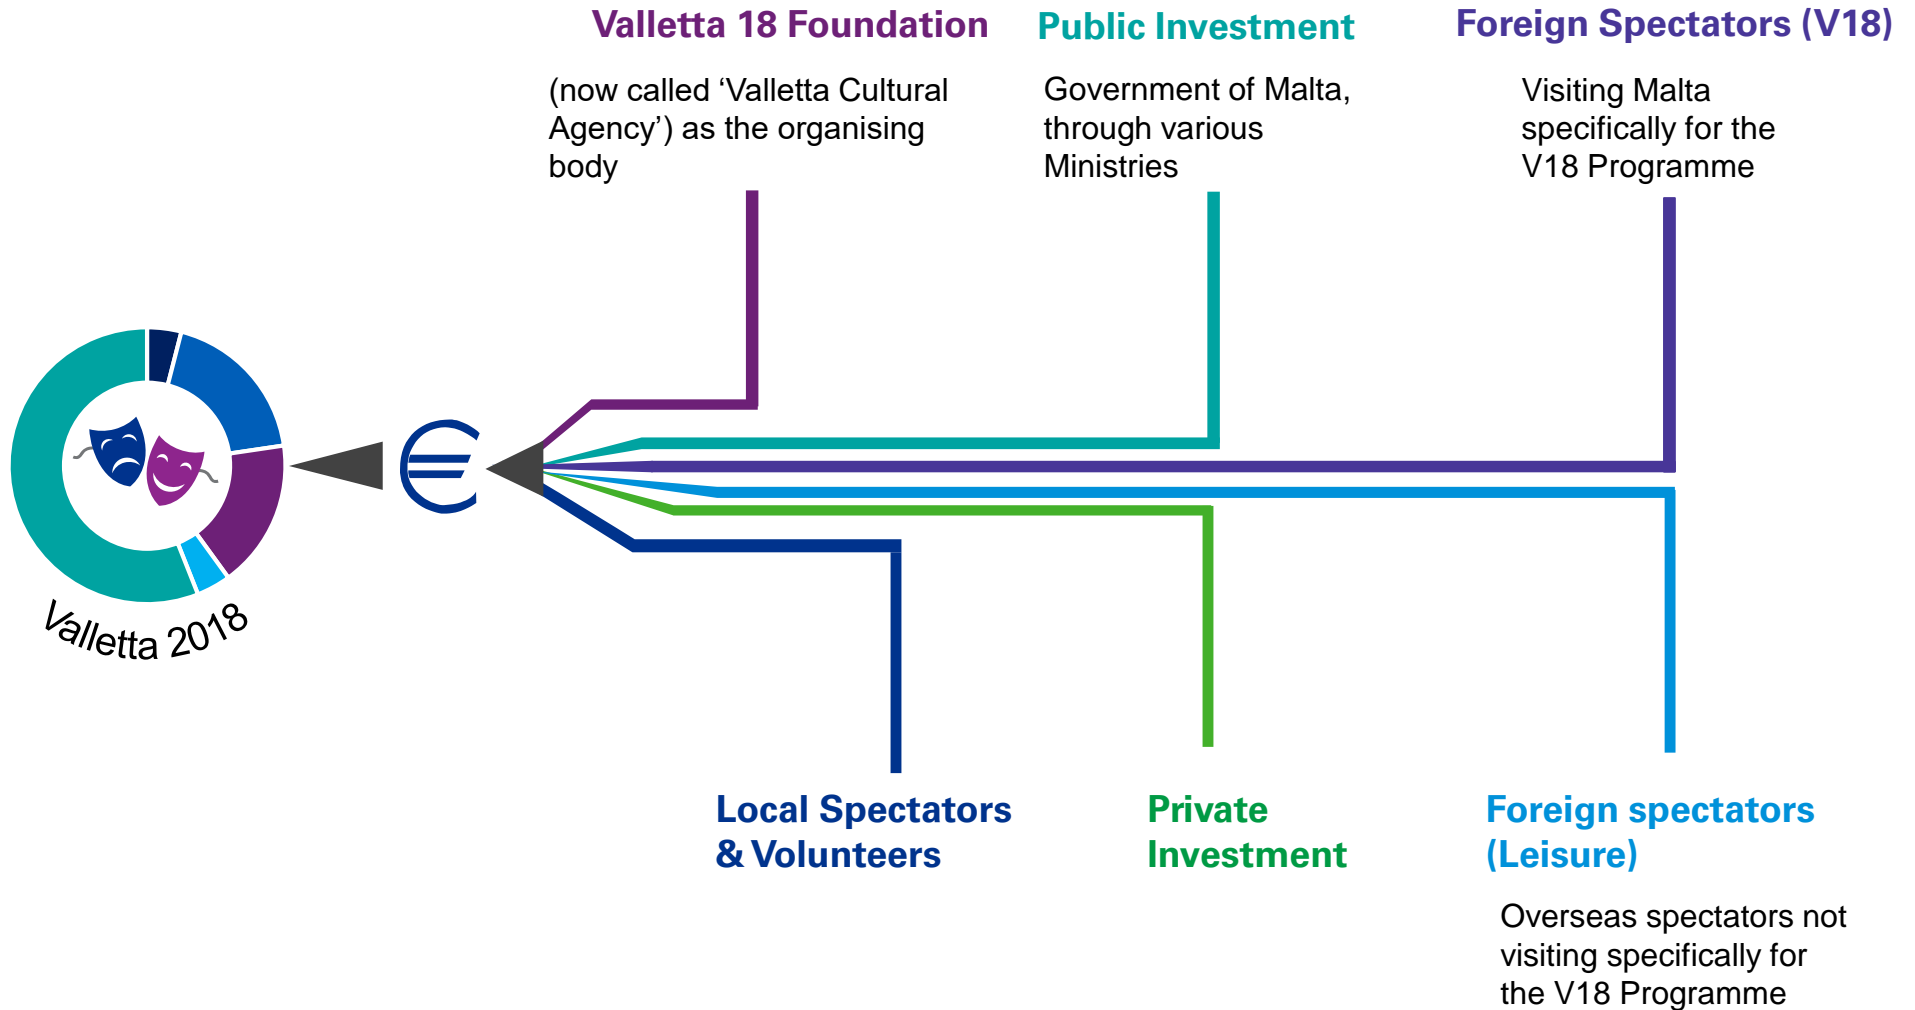 Valletta 18 Foundation
(now called ‘Valletta Cultural
Agency’) as the organising
body
Public Investment
Government of Malta,
through various
Ministries
Foreign Spectators (V18)
Visiting Malta
specifically for the
V18 Programme
€
Valletta 2018
Local Spectators
& Volunteers
Private
Investment
Foreign spectators
(Leisure)
Overseas spectators not
visiting specifically for
the V18 Programme